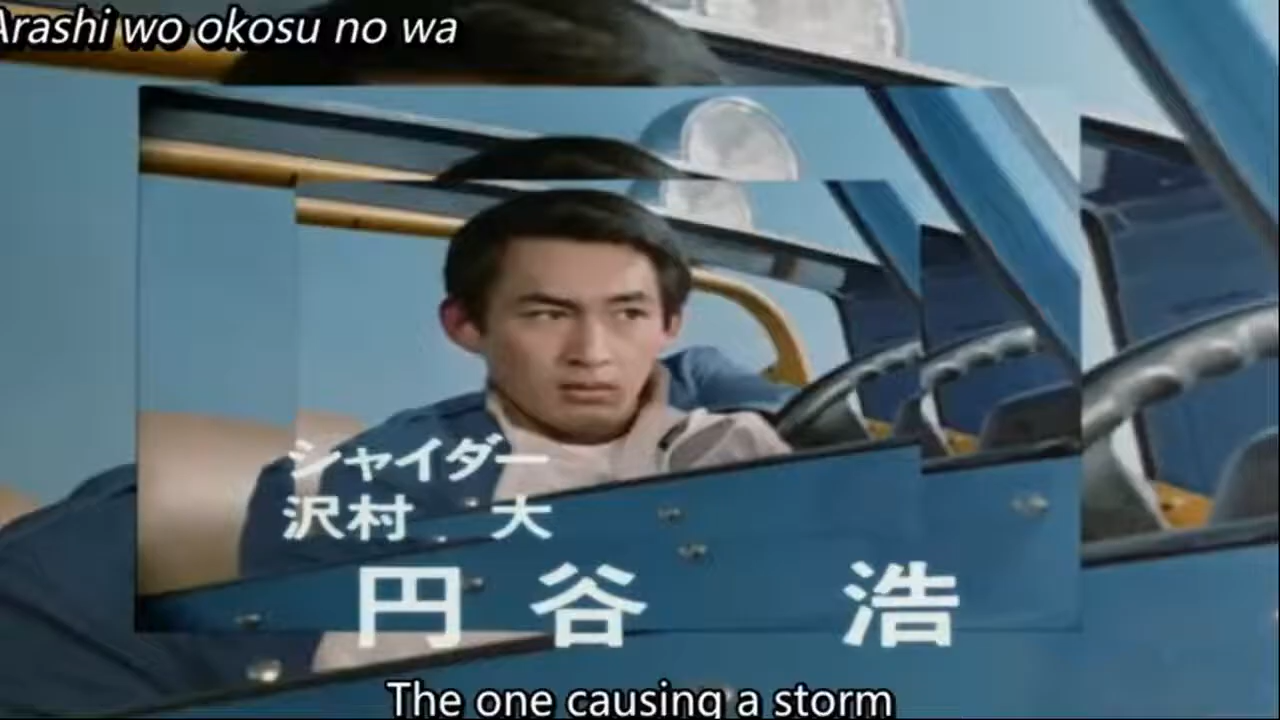 Arashi wo okosu no wa
シャイダー
沢村 大
円谷 浩
The one causing a storm